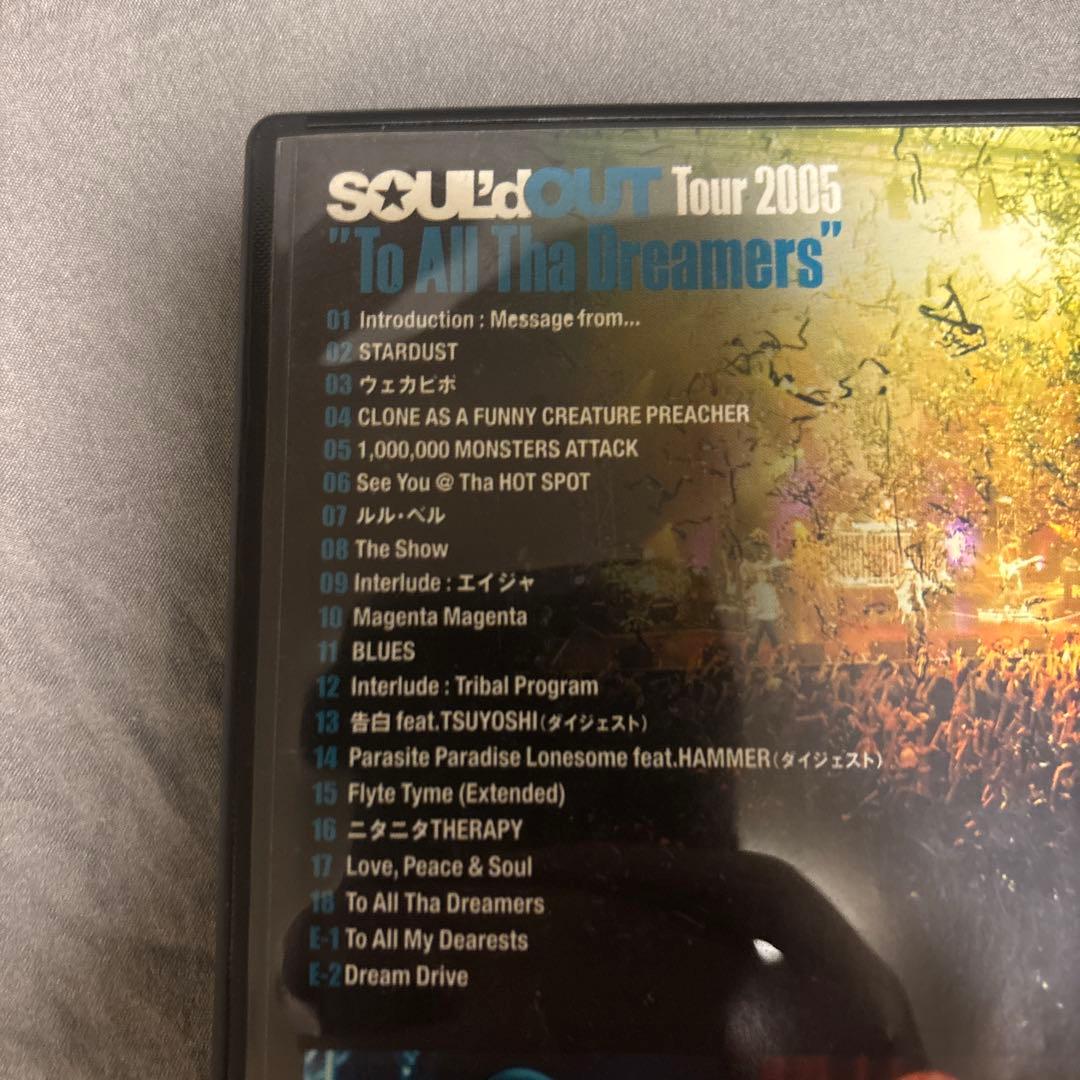 SOUL'd OUT Tour 2005
"To All Tha Dreamers"
01 Introduction : Message from...
02 STARDUST
03 ウェカピポ
04 CLONE AS A FUNNY CREATURE PREACHER
05 1,000,000 MONSTERS ATTACK
06 See You @ Tha HOT SPOT
07 ルル・ベル
08 The Show
09 Interlude : エイジャ
10 Magenta Magenta
11 BLUES
12 Interlude : Tribal Program
13 告白 feat.TSUYOSHI（ダイジェスト）
14 Parasite Paradise Lonesome feat.HAMMER（ダイジェスト）
15 Flyte Tyme (Extended)
16 ニタニタTHERAPY
17 Love, Peace & Soul
18 To All Tha Dreamers
E-1 To All My Dearests
E-2 Dream Drive